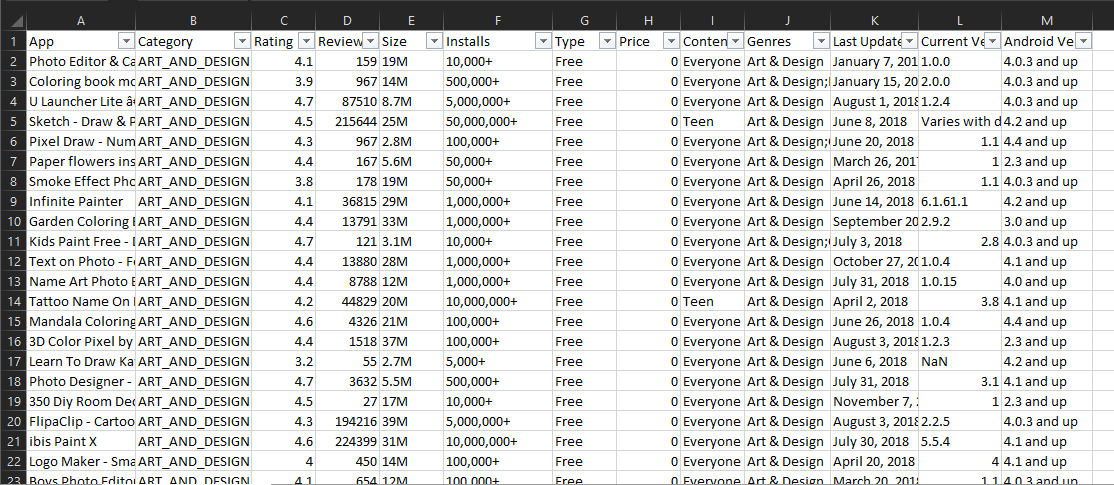 A B C D E F G H I J K L M
1 App Category Rating Review Size Installs Type Price Conten Genres Last Update Current Ve Android Ve
2 Photo Editor & Ca ART_AND_DESIGN 4.1 159 19M 10,000+ Free 0 Everyone Art & Design January 7, 201 1.0.0 4.0.3 and up
3 Coloring book mo ART_AND_DESIGN 3.9 967 14M 500,000+ Free 0 Everyone Art & Design; January 15, 20 2.0.0 4.0.3 and up
4 U Launcher Lite â ART_AND_DESIGN 4.7 87510 8.7M 5,000,000+ Free 0 Everyone Art & Design August 1, 2018 1.2.4 4.0.3 and up
5 Sketch - Draw & P ART_AND_DESIGN 4.5 215644 25M 50,000,000+ Free 0 Teen Art & Design June 8, 2018 Varies with d 4.2 and up
6 Pixel Draw - Num ART_AND_DESIGN 4.3 967 2.8M 100,000+ Free 0 Everyone Art & Design; June 20, 2018 1.1 4.4 and up
7 Paper flowers ins ART_AND_DESIGN 4.4 167 5.6M 50,000+ Free 0 Everyone Art & Design March 26, 201 1 2.3 and up
8 Smoke Effect Pho ART_AND_DESIGN 3.8 178 19M 50,000+ Free 0 Everyone Art & Design April 26, 2018 1.1 4.0.3 and up
9 Infinite Painter ART_AND_DESIGN 4.1 36815 29M 1,000,000+ Free 0 Everyone Art & Design June 14, 2018 6.1.61.1 4.2 and up
10 Garden Coloring ART_AND_DESIGN 4.4 13791 33M 1,000,000+ Free 0 Everyone Art & Design September 20 2.9.2 3.0 and up
11 Kids Paint Free - ART_AND_DESIGN 4.7 121 3.1M 10,000+ Free 0 Everyone Art & Design; July 3, 2018 2.8 4.0.3 and up
12 Text on Photo - Fo ART_AND_DESIGN 4.4 13880 28M 1,000,000+ Free 0 Everyone Art & Design October 27, 20 1.0.4 4.1 and up
13 Name Art Photo ART_AND_DESIGN 4.4 8788 12M 1,000,000+ Free 0 Everyone Art & Design July 31, 2018 1.0.15 4.0 and up
14 Tattoo Name On ART_AND_DESIGN 4.2 44829 20M 10,000,000+ Free 0 Teen Art & Design April 2, 2018 3.8 4.1 and up
15 Mandala Coloring ART_AND_DESIGN 4.6 4326 21M 100,000+ Free 0 Everyone Art & Design June 26, 2018 1.0.4 4.4 and up
16 3D Color Pixel by ART_AND_DESIGN 4.4 1518 37M 100,000+ Free 0 Everyone Art & Design August 3, 2018 1.2.3 2.3 and up
17 Learn To Draw Ka ART_AND_DESIGN 3.2 55 2.7M 5,000+ Free 0 Everyone Art & Design June 6, 2018 NaN 4.2 and up
18 Photo Designer - ART_AND_DESIGN 4.7 3632 5.5M 500,000+ Free 0 Everyone Art & Design July 31, 2018 3.1 4.1 and up
19 350 Diy Room Dec ART_AND_DESIGN 4.5 27 17M 10,000+ Free 0 Everyone Art & Design November 7, 1 2.3 and up
20 FlipaClip - Cartoo ART_AND_DESIGN 4.3 194216 39M 5,000,000+ Free 0 Everyone Art & Design August 3, 2018 2.2.5 4.0.3 and up
21 ibis Paint X ART_AND_DESIGN 4.6 224399 31M 10,000,000+ Free 0 Everyone Art & Design July 30, 2018 5.5.4 4.1 and up
22 Logo Maker - Sma ART_AND_DESIGN 4 450 14M 100,000+ Free 0 Everyone Art & Design April 20, 2018 4 4.1 and up
23 Boys Photo Editor ART_AND_DESIGN 4.1 654 12M 100,000+ Free 0 Everyone Art & Design March 20, 2018 1.1 4.0.3 and up